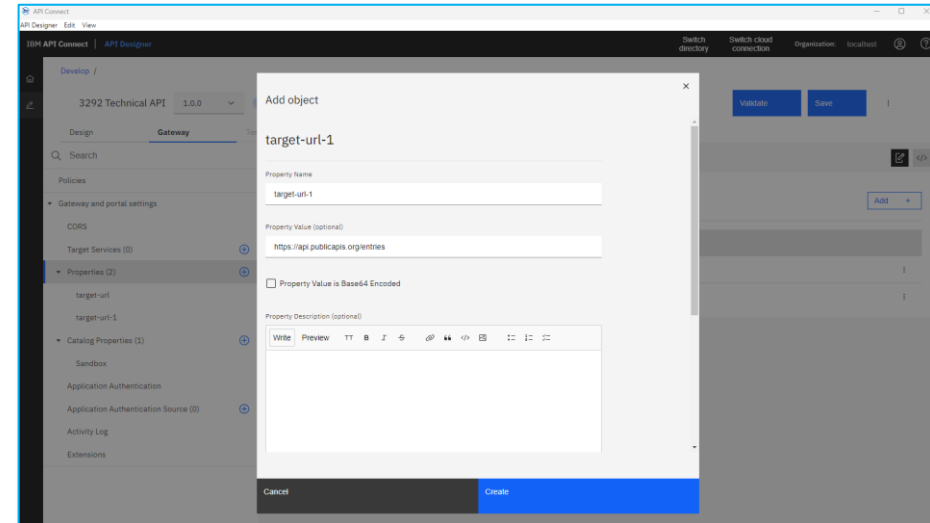 API Connect
API Designer Edit View
IBM API Connect | API Designer
Switch directory
Switch cloud connection
Organization: localhost
Develop /
3292 Technical API 1.0.0
Validate
Save
Design
Gateway
Search
Policies
Gateway and portal settings
CORS
Target Services (0)
Properties (2)
target-url
target-url-1
Catalog Properties (1)
Sandbox
Application Authentication
Application Authentication Source (0)
Activity Log
Extensions
Add +
Add object
target-url-1
Property Name
target-url-1
Property Value (optional)
https://api.publicapis.org/entries
Property Value is Base64 Encoded
Property Description (optional)
Write Preview TT B I S
Cancel
Create